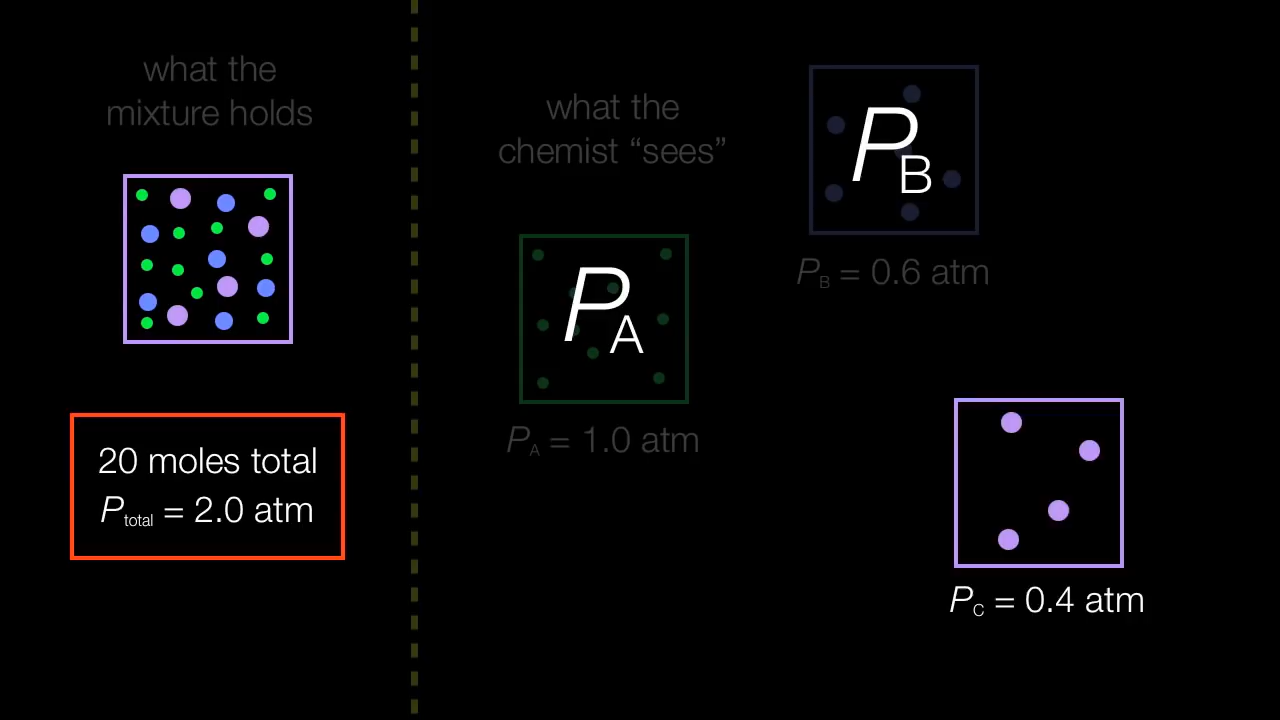 what the
mixture holds
20 moles total
Ptotal = 2.0 atm
what the
chemist “sees”
PA
PA = 1.0 atm
PB
PB = 0.6 atm
PC = 0.4 atm